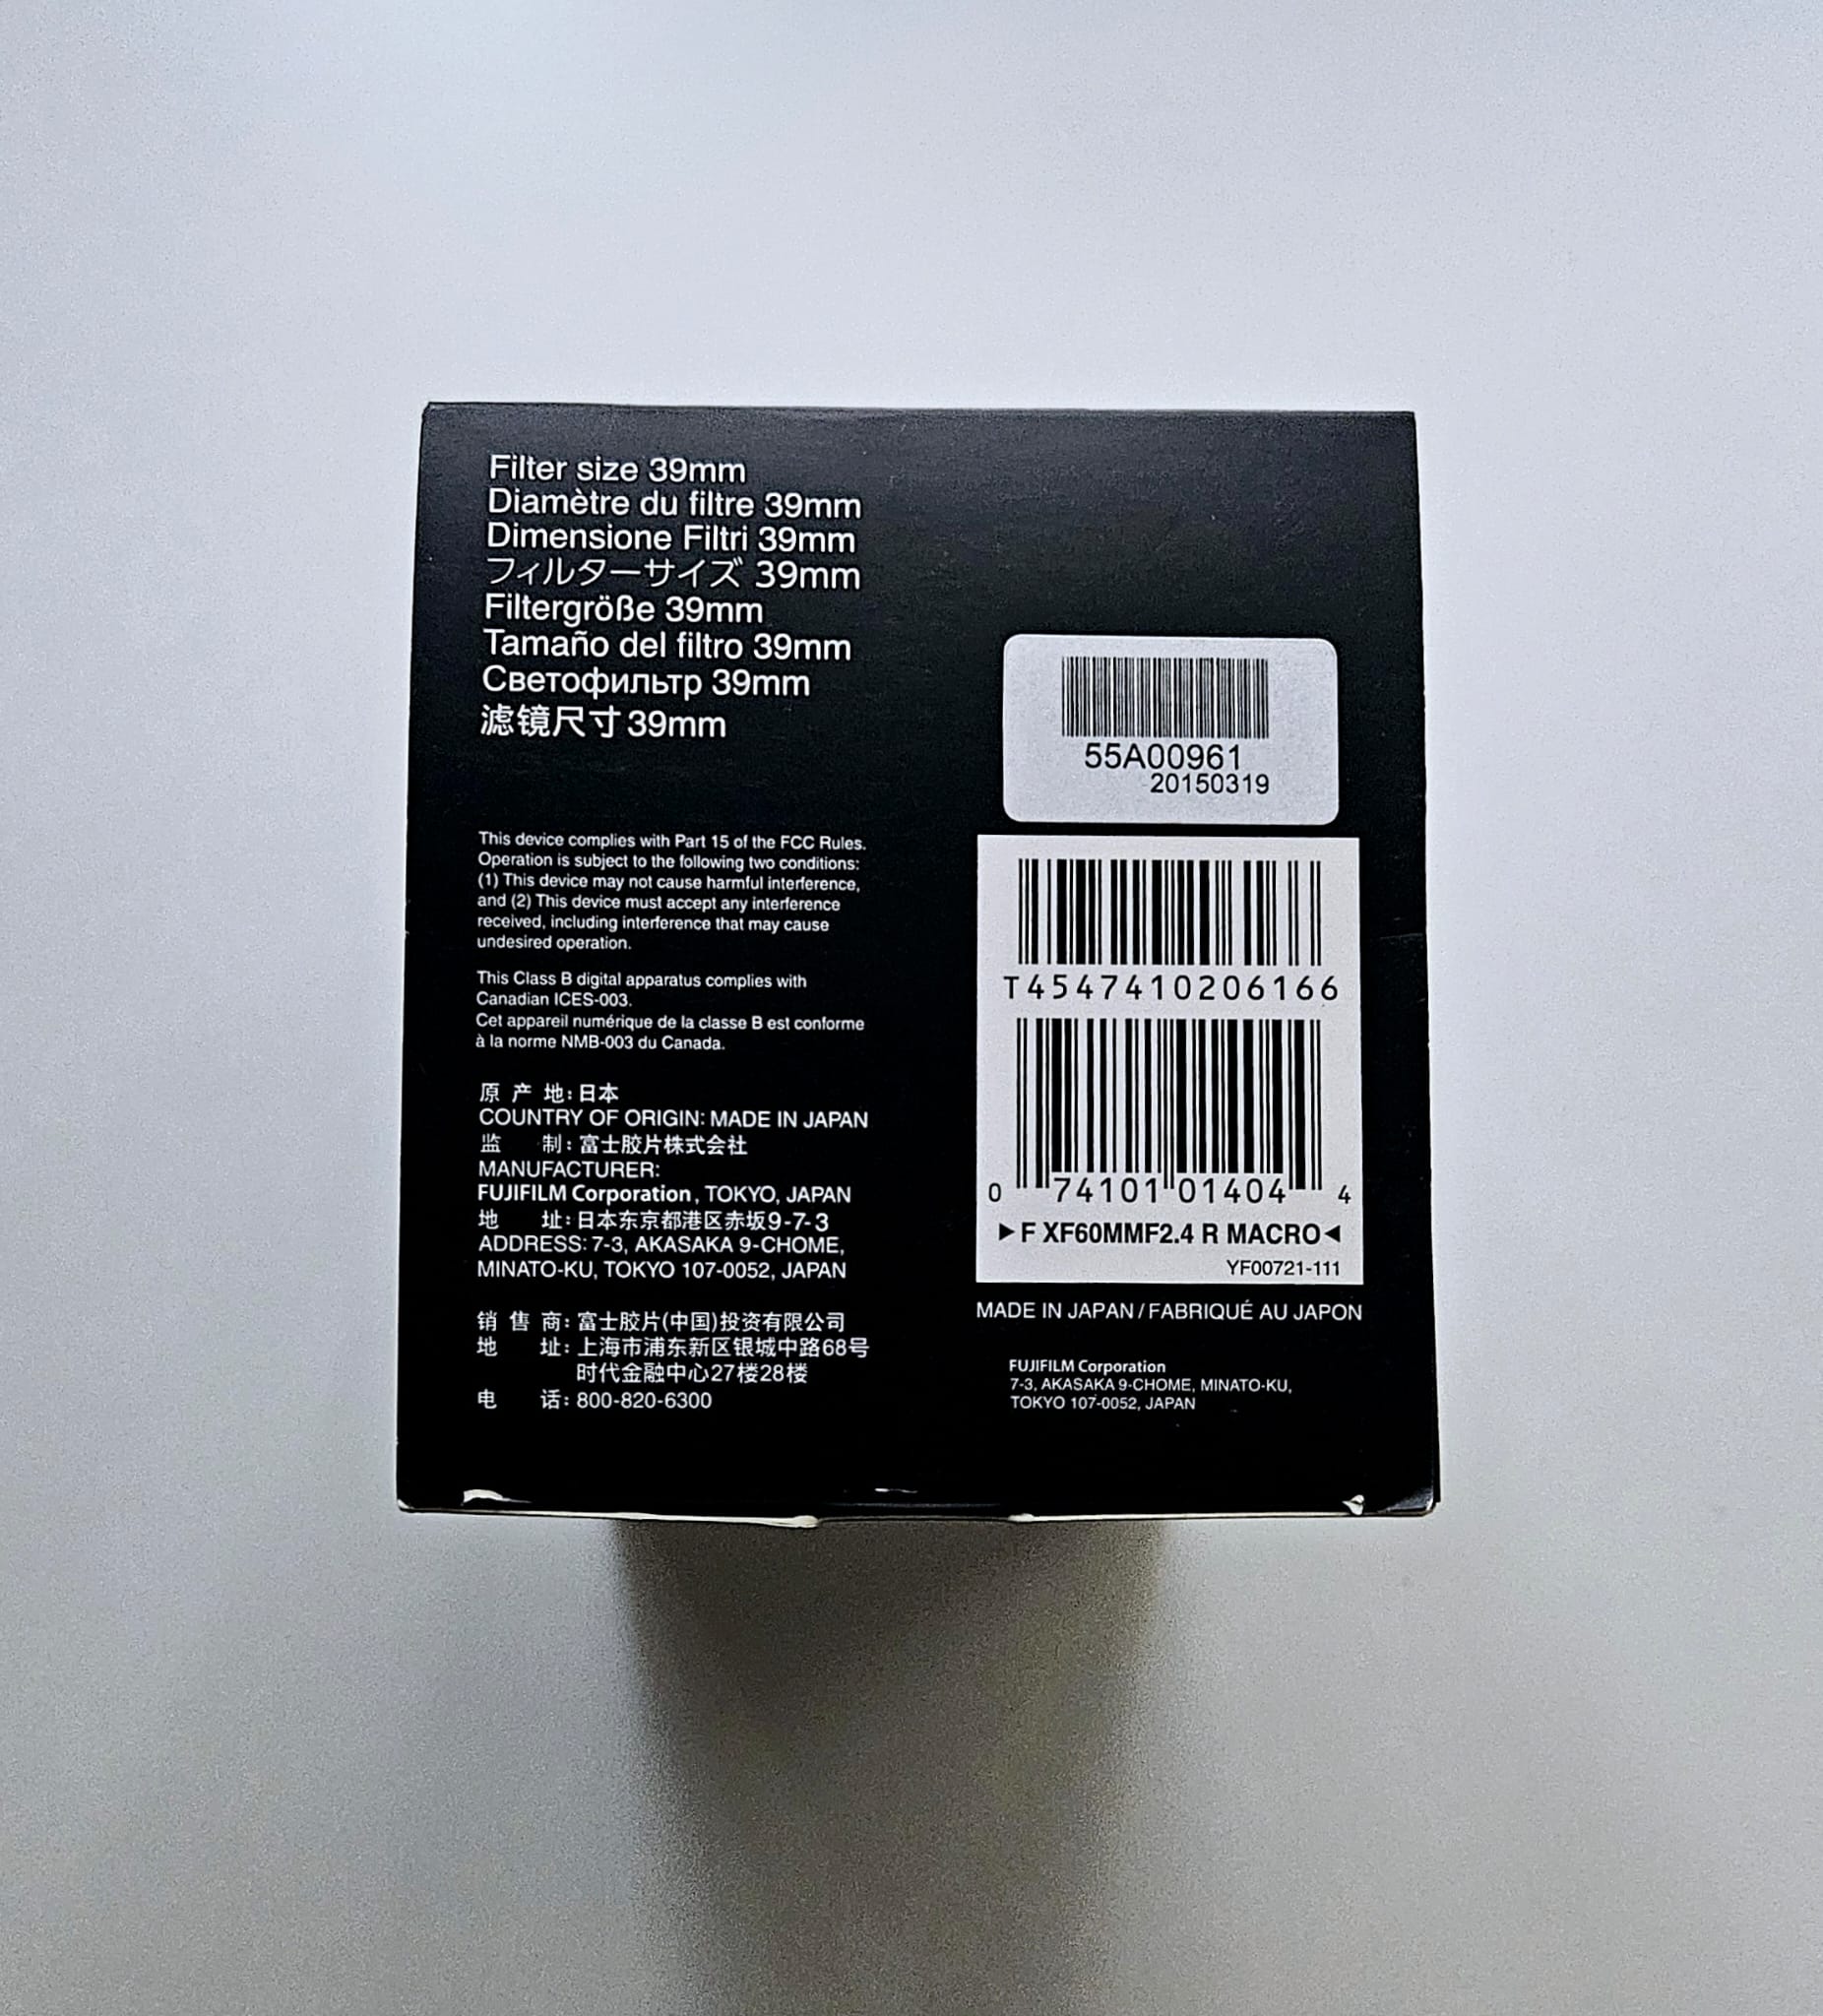 Filter size 39mm
Diamètre du filtre 39mm
Dimensione Filtri 39mm
フィルターサイズ 39mm
Filtergröße 39mm
Tamaño del filtro 39mm
Светофильтр 39mm
滤镜尺寸 39mm
This device complies with Part 15 of the FCC Rules.
Operation is subject to the following two conditions:
(1) This device may not cause harmful interference,
and (2) This device must accept any interference
received, including interference that may cause
undesired operation.
This Class B digital apparatus complies with
Canadian ICES-003.
Cet appareil numérique de la classe B est conforme
à la norme NMB-003 du Canada.
原 产 地: 日本
COUNTRY OF ORIGIN: MADE IN JAPAN
监 制: 富士胶片株式会社
MANUFACTURER:
FUJIFILM Corporation, TOKYO, JAPAN
地 址: 日本东京都港区赤坂9-7-3
ADDRESS: 7-3, AKASAKA 9-CHOME,
MINATO-KU, TOKYO 107-0052, JAPAN
销 售 商: 富士胶片(中国)投资有限公司
地 址: 上海市浦东新区银城中路68号
时代金融中心27楼28楼
电 话: 800-820-6300
55A00961
20150319
T4547410206166
0 74101 01404 4
▶F XF60MMF2.4 R MACRO◀
YF00721-111
MADE IN JAPAN / FABRIQUÉ AU JAPON
FUJIFILM Corporation
7-3, AKASAKA 9-CHOME, MINATO-KU,
TOKYO 107-0052, JAPAN